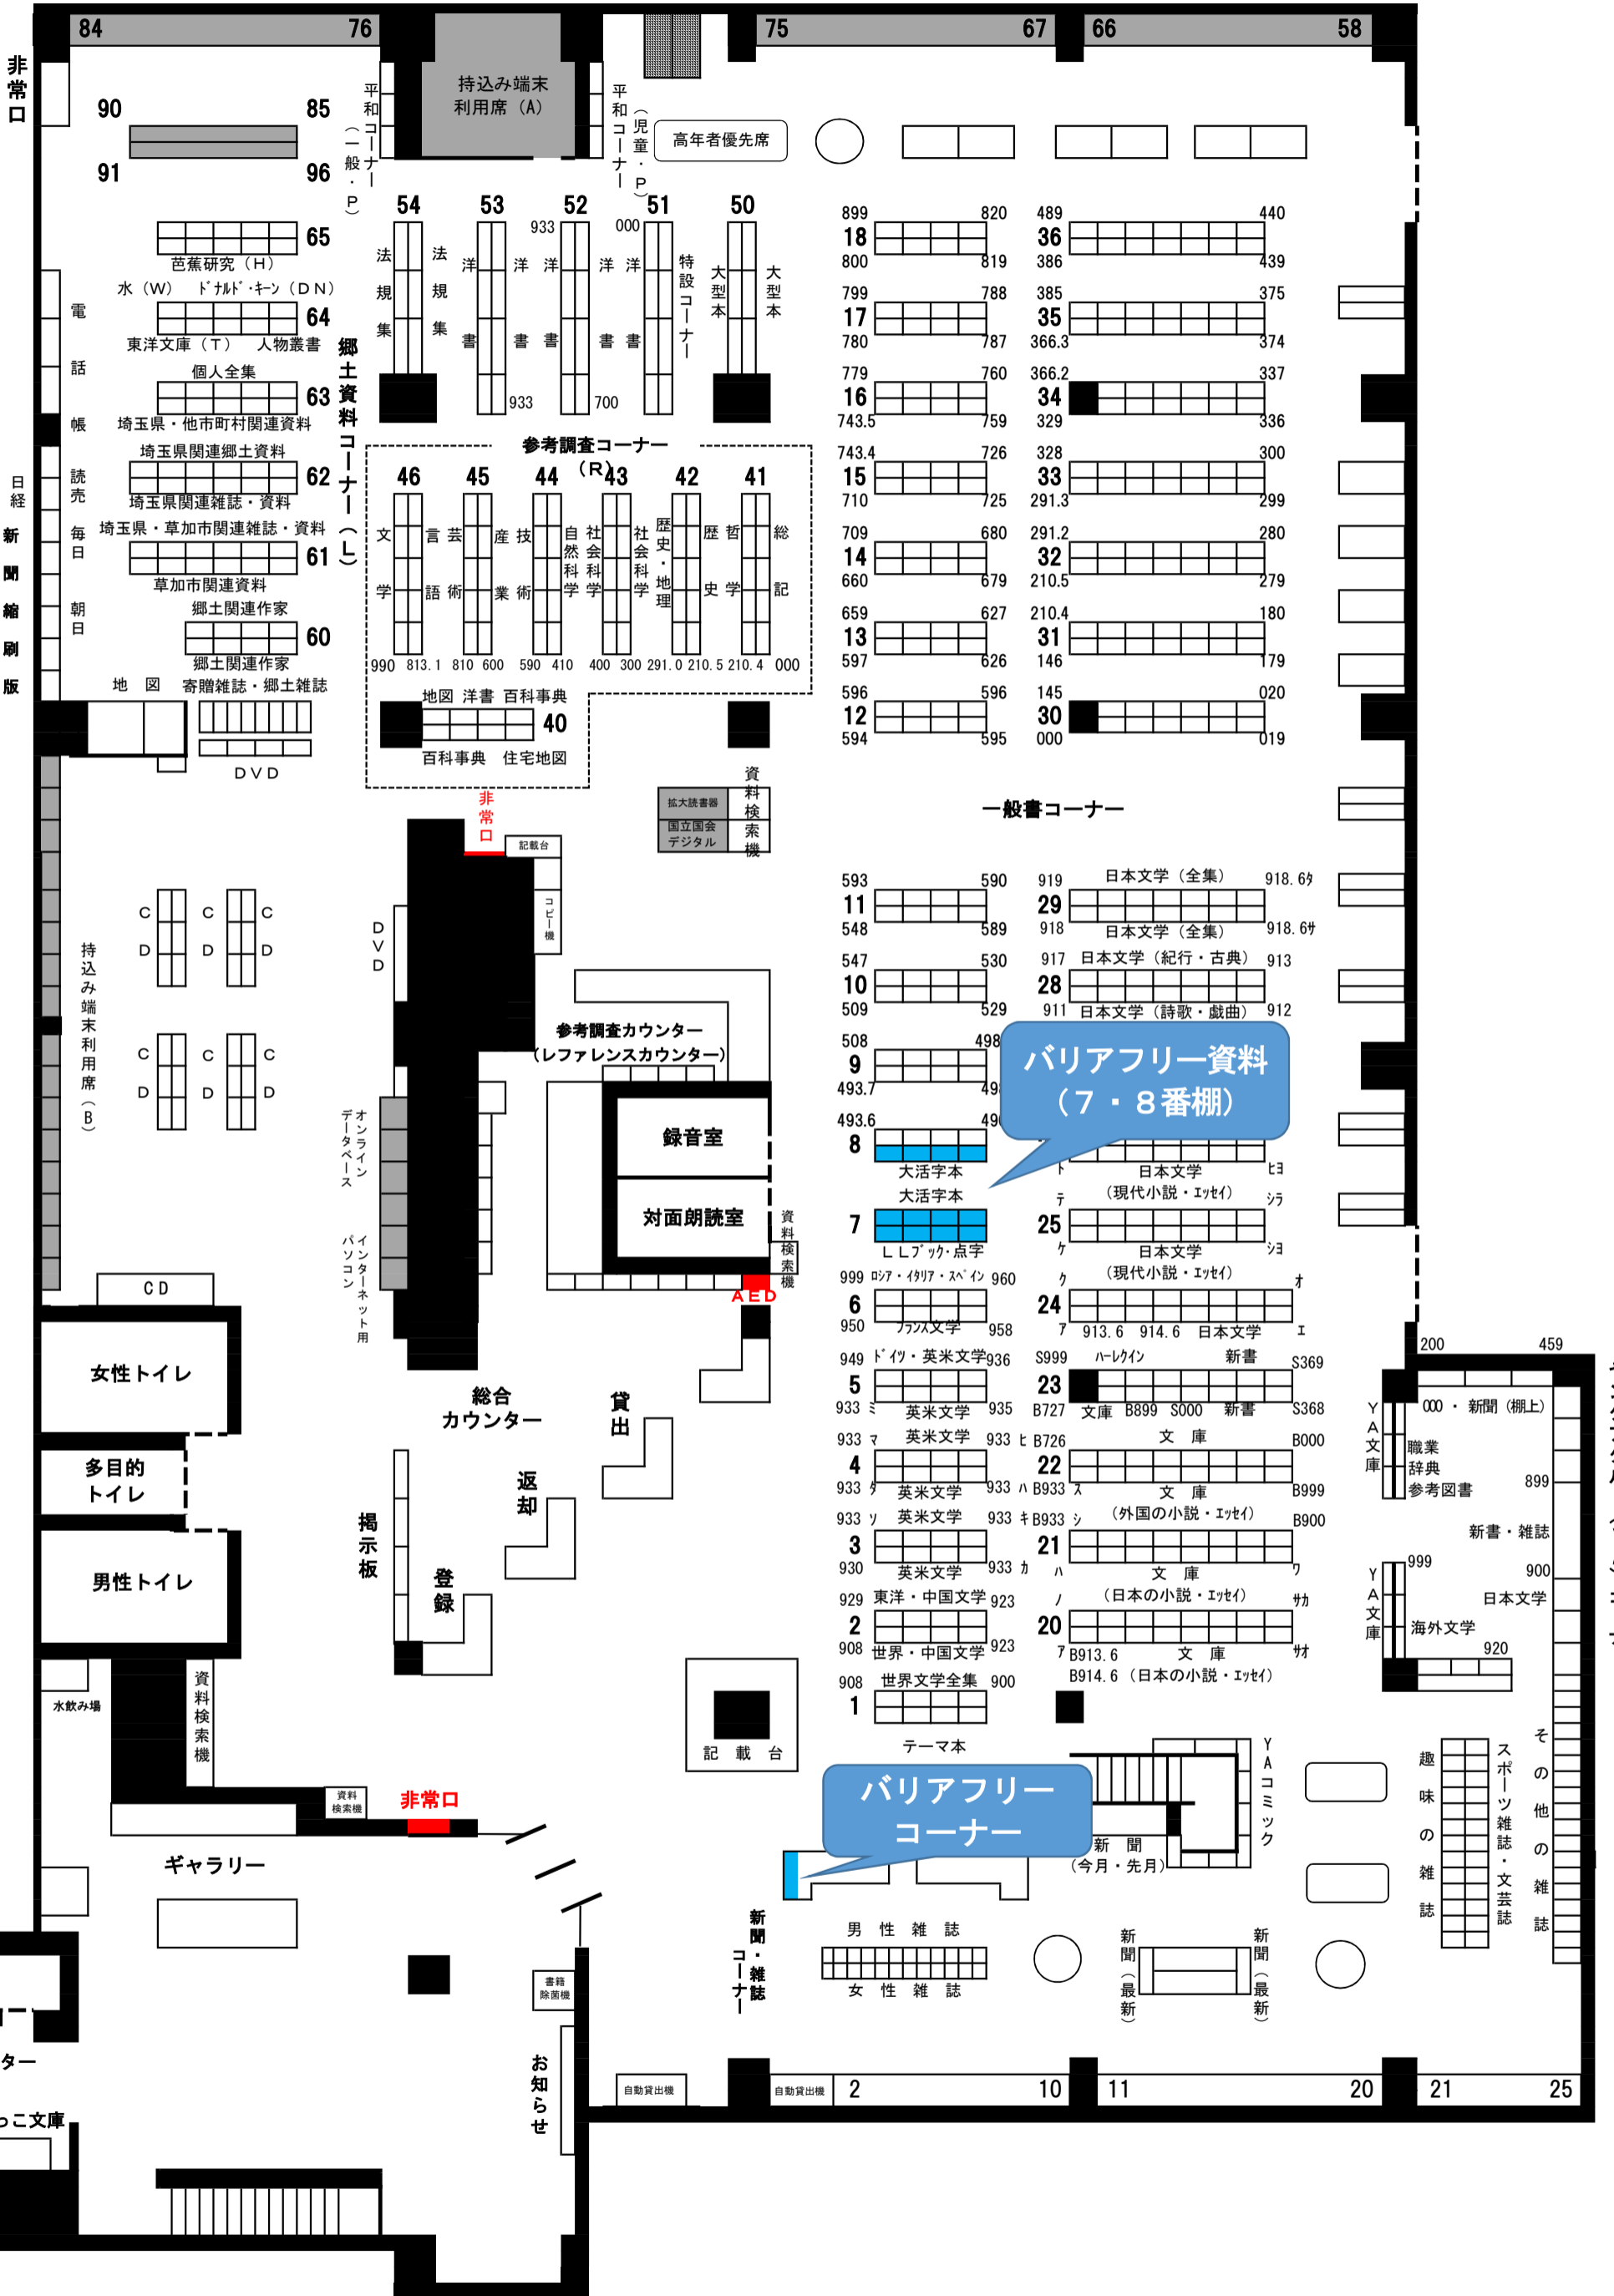 84
76
75
67
66
58
非常口
90
85
91
96
平和コーナー
（一般・P）
持込み端末
利用席（A）
平和コーナー
（児童・P）
高年者優先席
54
53
52
51
50
933
000
法規集
法規集
洋書
洋書
洋書
洋書
洋書
特設コーナー
大型本
大型本
933
700
65
芭蕉研究（H）
水（W）　ﾄﾞﾅﾙﾄﾞ・ｷｰﾝ（DN）
64
東洋文庫（T）　人物叢書
個人全集
63
埼玉県・他市町村関連資料
埼玉県関連郷土資料
62
埼玉県関連雑誌・資料
埼玉県・草加市関連雑誌・資料
61
草加市関連資料
郷土関連作家
60
郷土関連作家
地　図　寄贈雑誌・郷土雑誌
DVD
郷土資料コーナー（L）
電話帳
読売
毎日
朝日
日経
新聞縮刷版
参考調査コーナー
（R）
46
45
44
43
42
41
文学
言語
芸術
産業
技術
自然科学
社会科学
社会科学
歴史・地理
歴史
哲学
総記
990
813.1
810
600
590
410
400
300
291.0
210.5
210.4
000
地図 洋書 百科事典
40
百科事典　住宅地図
非常口
記載台
コピー機
拡大読書器
国立国会
デジタル
資料検索機
899
820
18
800
819
799
788
17
780
787
779
760
16
743.5
759
743.4
726
15
710
725
709
680
14
660
679
659
627
13
597
626
596
596
12
594
595
489
440
36
386
439
385
375
35
366.3
374
366.2
337
34
329
336
328
300
33
291.3
299
291.2
280
32
210.5
279
210.4
180
31
146
179
145
020
30
000
019
一般書コーナー
593
590
11
548
589
547
530
10
509
529
508
498
9
493.7
493.6
8
大活字本
大活字本
7
LLﾌﾞｯｸ・点字
999 ﾛｼｱ・ｲﾀﾘｱ・ｽﾍﾟｲﾝ 960
6
950 ﾌﾗﾝｽ文学 958
949 ﾄﾞｲﾂ・英米文学 936
5
933 ﾐ 英米文学 935
933 ﾏ 英米文学 933 ﾋ
4
933 ﾀ 英米文学 933 ﾊ
933 ｿ 英米文学 933 ｷ
3
930 英米文学 933 ｶ
929 東洋・中国文学 923
2
908 世界・中国文学 923
908 世界文学全集 900
1
テーマ本
919 日本文学（全集） 918.6ﾀ
29
918 日本文学（全集） 918.6ｻ
917 日本文学（紀行・古典） 913
28
911 日本文学（詩歌・戯曲） 912
バリアフリー資料
（7・8番棚）
ﾄ 日本文学 ﾋﾖ
ﾃ （現代小説・ｴｯｾｲ） ｼﾗ
25
ｹ 日本文学 ｼﾖ
ｸ （現代小説・ｴｯｾｲ） ｵ
24
ｱ 913.6 914.6 日本文学 ｴ
S999 ﾊｰﾚｸｲﾝ 新書 S369
23
B727 文庫 B899 S000 新書 S368
B726 文　庫 B000
22
B933 ｽ 文　庫 B999
B933 ｼ （外国の小説・ｴｯｾｲ） B900
21
ﾊ 文　庫 ﾜ
ﾉ （日本の小説・ｴｯｾｲ） ｻｶ
20
ｱ B913.6 文　庫 ｻｵ
B914.6（日本の小説・ｴｯｾｲ）
持込み端末利用席（B）
CD
CD
CD
CD
CD
CD
DVD
オンライン
データベース
インターネット用
パソコン
参考調査カウンター
（レファレンスカウンター）
録音室
対面朗読室
資料検索機
AED
CD
女性トイレ
多目的
トイレ
男性トイレ
水飲み場
資料検索機
資料
検索機
非常口
総合
カウンター
貸出
返却
登録
掲示板
記　載　台
200
459
000 ・ 新聞（棚上）
YA文庫
職業
辞典
参考図書
899
新書・雑誌
999
900
YA文庫
日本文学
海外文学
920
バリアフリー
コーナー
YAコミック
新　聞
（今月・先月）
趣味の雑誌
スポーツ雑誌・文芸誌
その他の雑誌
新聞・雑誌
コーナー
男　性　雑　誌
女　性　雑　誌
新聞（最新）
新聞（最新）
ギャラリー
書籍
除菌機
お知らせ
自動貸出機
自動貸出機
2
10
11
20
21
25
ター
っこ文庫